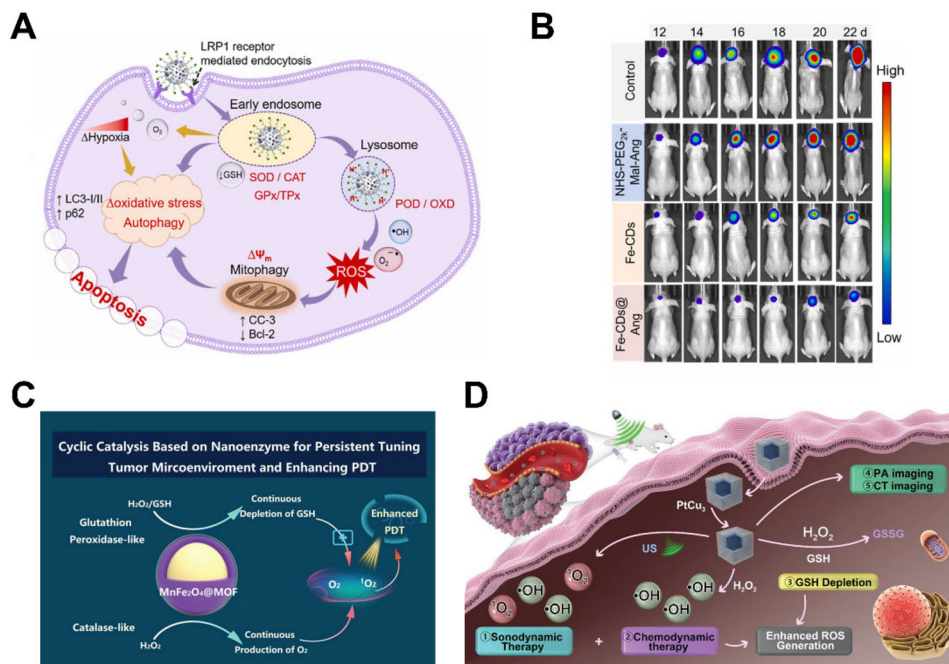 A
LRP1 receptor
mediated endocytosis
Early endosome
O₂
ΔHypoxia
Lysosome
↓GSH
SOD / CAT
GPx/TPx
H⁺
H⁺
H⁺
H⁺
POD / OXD
↑ LC3-I/II
↑ p62
Δoxidative stress
Autophagy
•OH
O₂⁻•
ROS
ΔΨm
Mitophagy
↑ CC-3
↓ Bcl-2
Apoptosis
B
12 14 16 18 20 22 d
Control
NHS-PEG2k-
Mal-Ang
Fe-CDs
Fe-CDs@
Ang
High
Low
C
Cyclic Catalysis Based on Nanoenzyme for Persistent Tuning
Tumor Mircoenviroment and Enhancing PDT
H₂O₂/GSH
Continuous
Depletion of GSH
Glutathion
Peroxidase-like
Enhanced
PDT
MnFe₂O₄@MOF
O₂ ¹O₂
Catalase-like
H₂O₂
Continuous
Production of O₂
D
④PA imaging
⑤CT imaging
PtCu₃
US
H₂O₂
GSH
GSSG
H₂O₂
¹O₂
•OH
•OH
¹O₂
•OH
•OH
•OH
③GSH Depletion
①Sonodynamic
Therapy
+
②Chemodynamic
therapy
Enhanced ROS
Generation